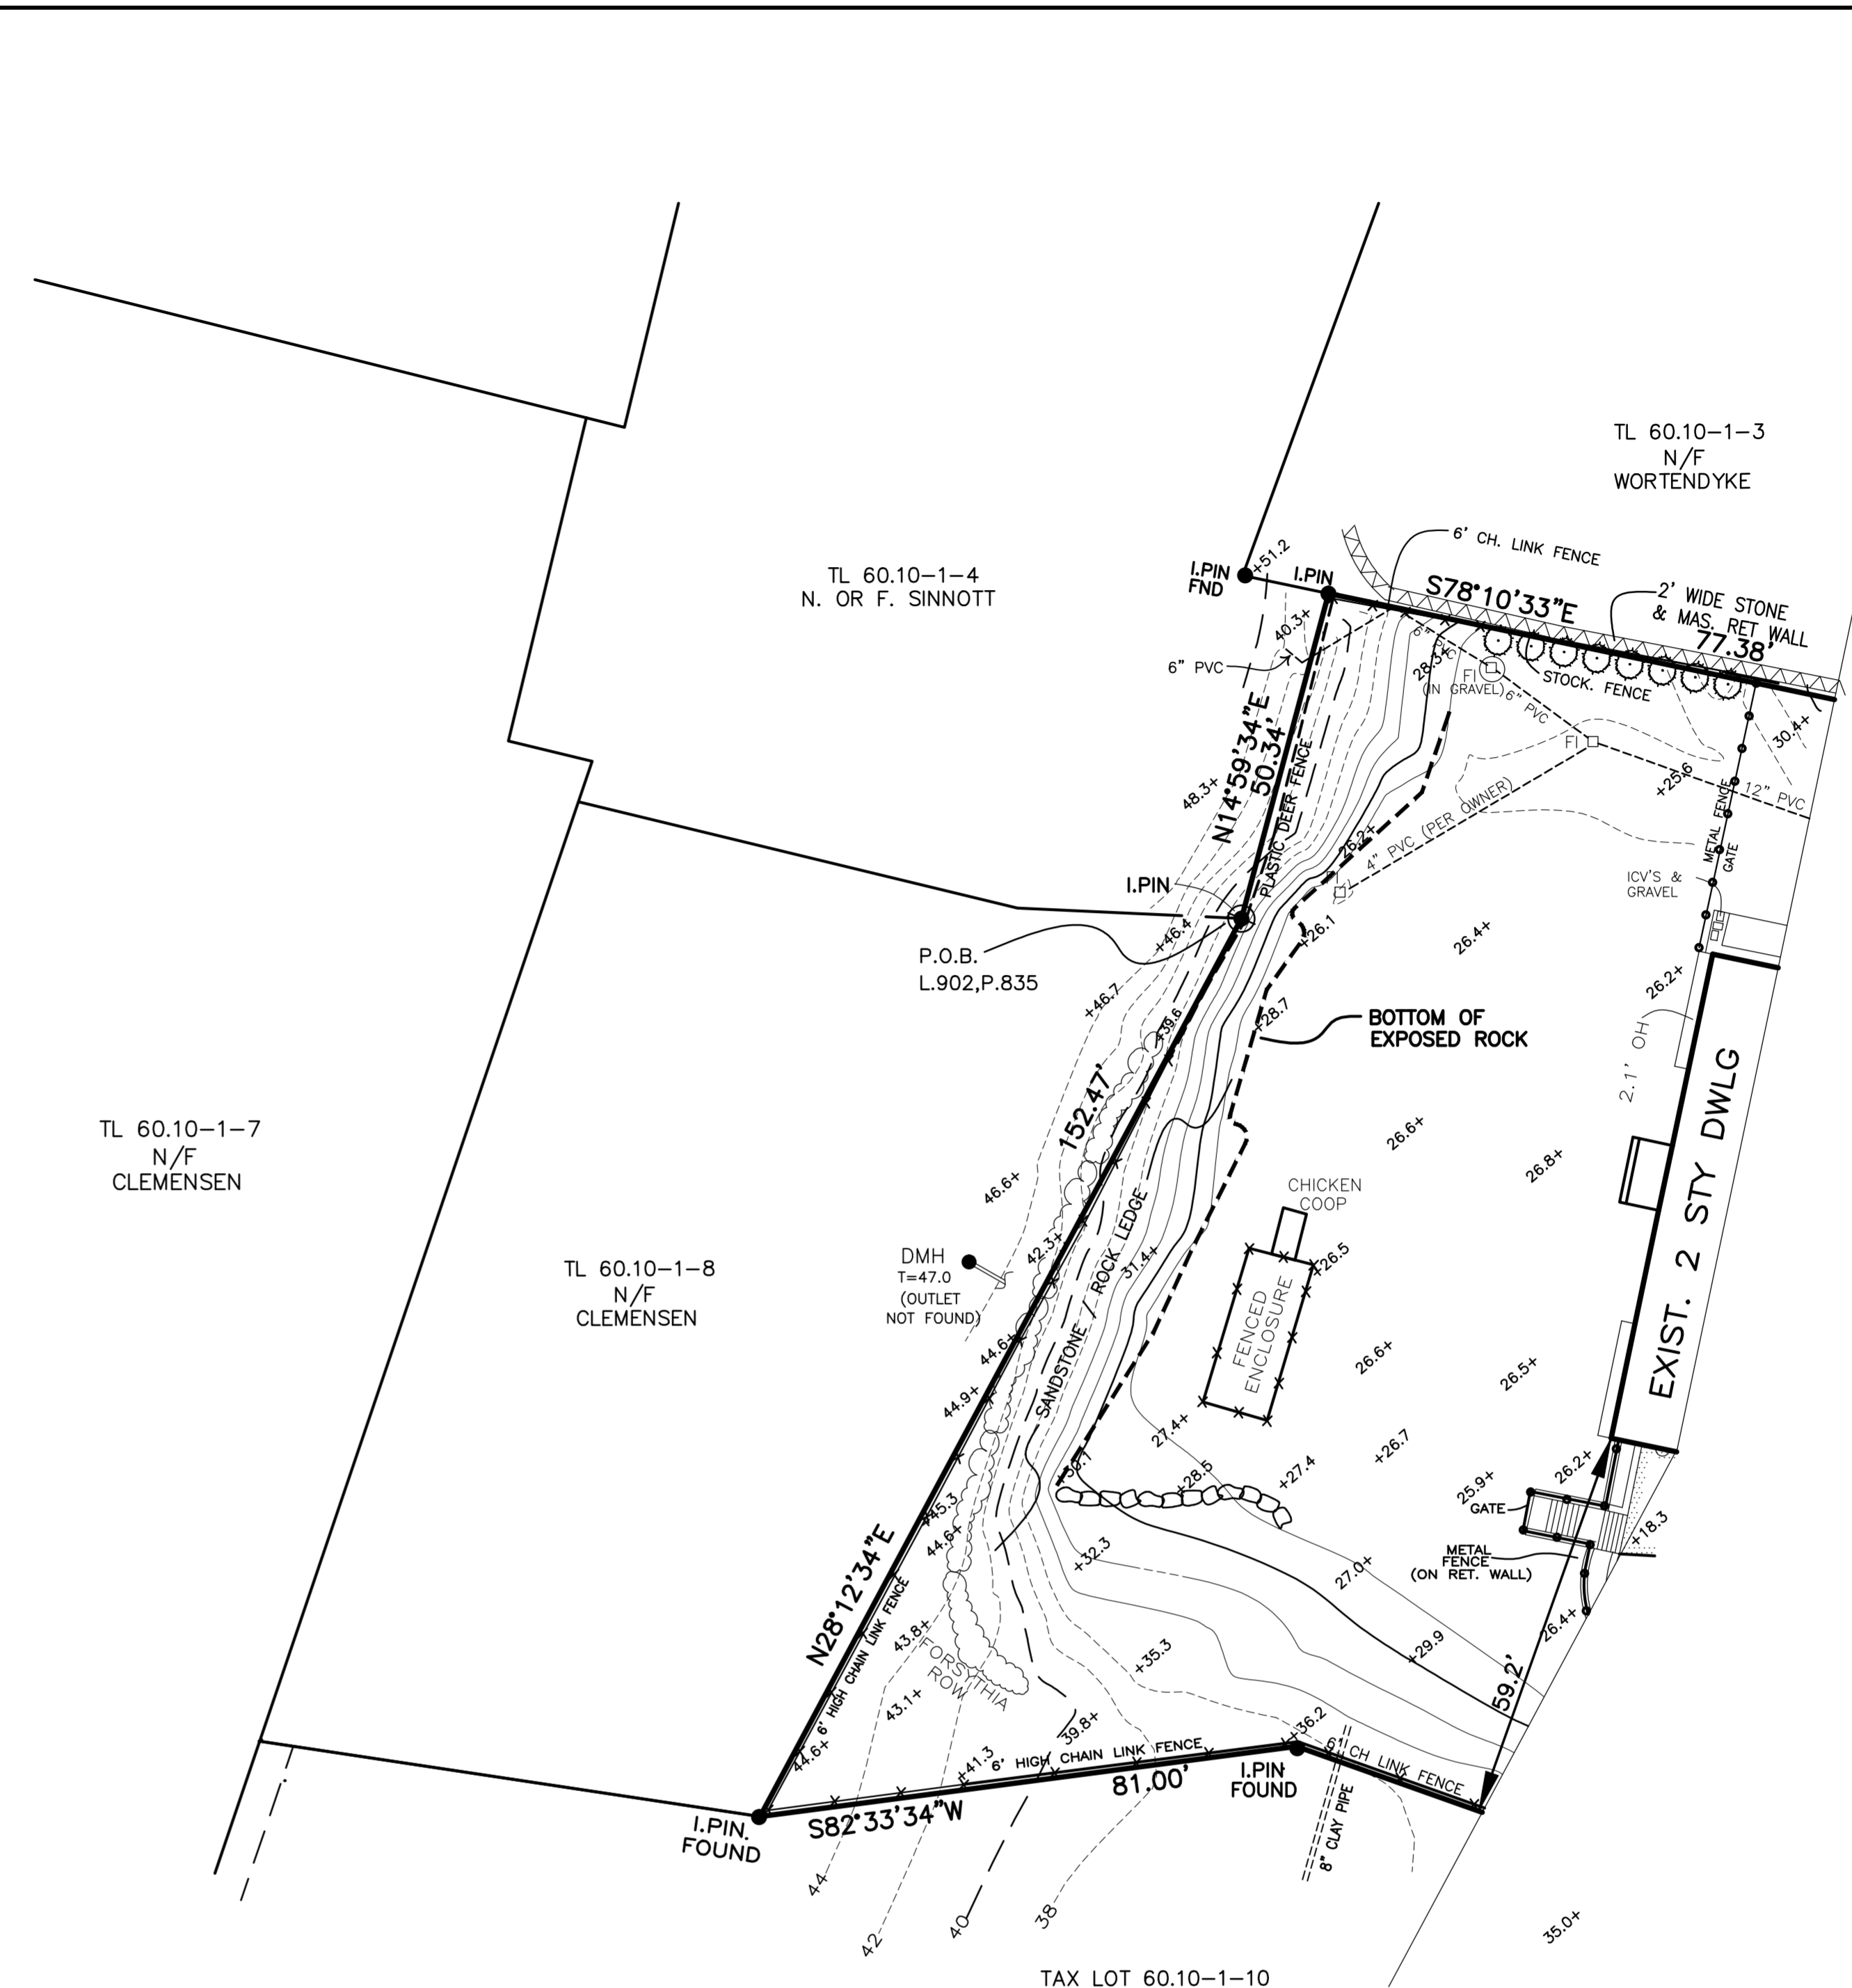 TL 60.10-1-3
N/F
WORTENDYKE
6' CH. LINK FENCE
+51.2
I.PIN
FND
I.PIN
TL 60.10-1-4
N. OR F. SINNOTT
S78°10'33"E
2' WIDE STONE
& MAS. RET WALL
77.38'
40.3+
6" PVC
28.3+
FI
(IN GRAVEL)
6" PVC
STOCK. FENCE
30.4+
N14°59'34"E
50.34'
PLASTIC DEER FENCE
48.3+
FI
+25.6
12" PVC
METAL FENCE
GATE
4" PVC (PER OWNER)
26.2+
I.PIN
ICV'S &
GRAVEL
+46.4
+26.1
26.4+
P.O.B.
L.902,P.835
26.2+
+46.7
+39.6
+28.7
BOTTOM OF
EXPOSED ROCK
2.1' OH
152.47'
TL 60.10-1-7
N/F
CLEMENSEN
26.6+
26.8+
EXIST. 2 STY DWLG
46.6+
CHICKEN
COOP
SANDSTONE / ROCK LEDGE
42.3+
31.4+
+26.5
DMH
T=47.0
(OUTLET
NOT FOUND)
TL 60.10-1-8
N/F
CLEMENSEN
FENCED
ENCLOSURE
44.6+
26.6+
26.5+
44.9+
27.4+
+26.7
+30.7
+28.5
+27.4
26.2+
25.9+
GATE
+45.3
44.6+
+18.3
METAL
FENCE
(ON RET. WALL)
+32.3
27.0+
N28°12'34"E
6' HIGH CHAIN LINK FENCE
43.8+
FORSYTHIA
ROW
26.4+
+29.9
+35.3
59.2'
43.1+
39.8+
+36.2
44.6+
+41.3
6' HIGH CHAIN LINK FENCE
6' CH LINK FENCE
81.00'
I.PIN
FOUND
S82°33'34"W
I.PIN.
FOUND
8" CLAY PIPE
44
42
40
38
35.0+
TAX LOT 60.10-1-10